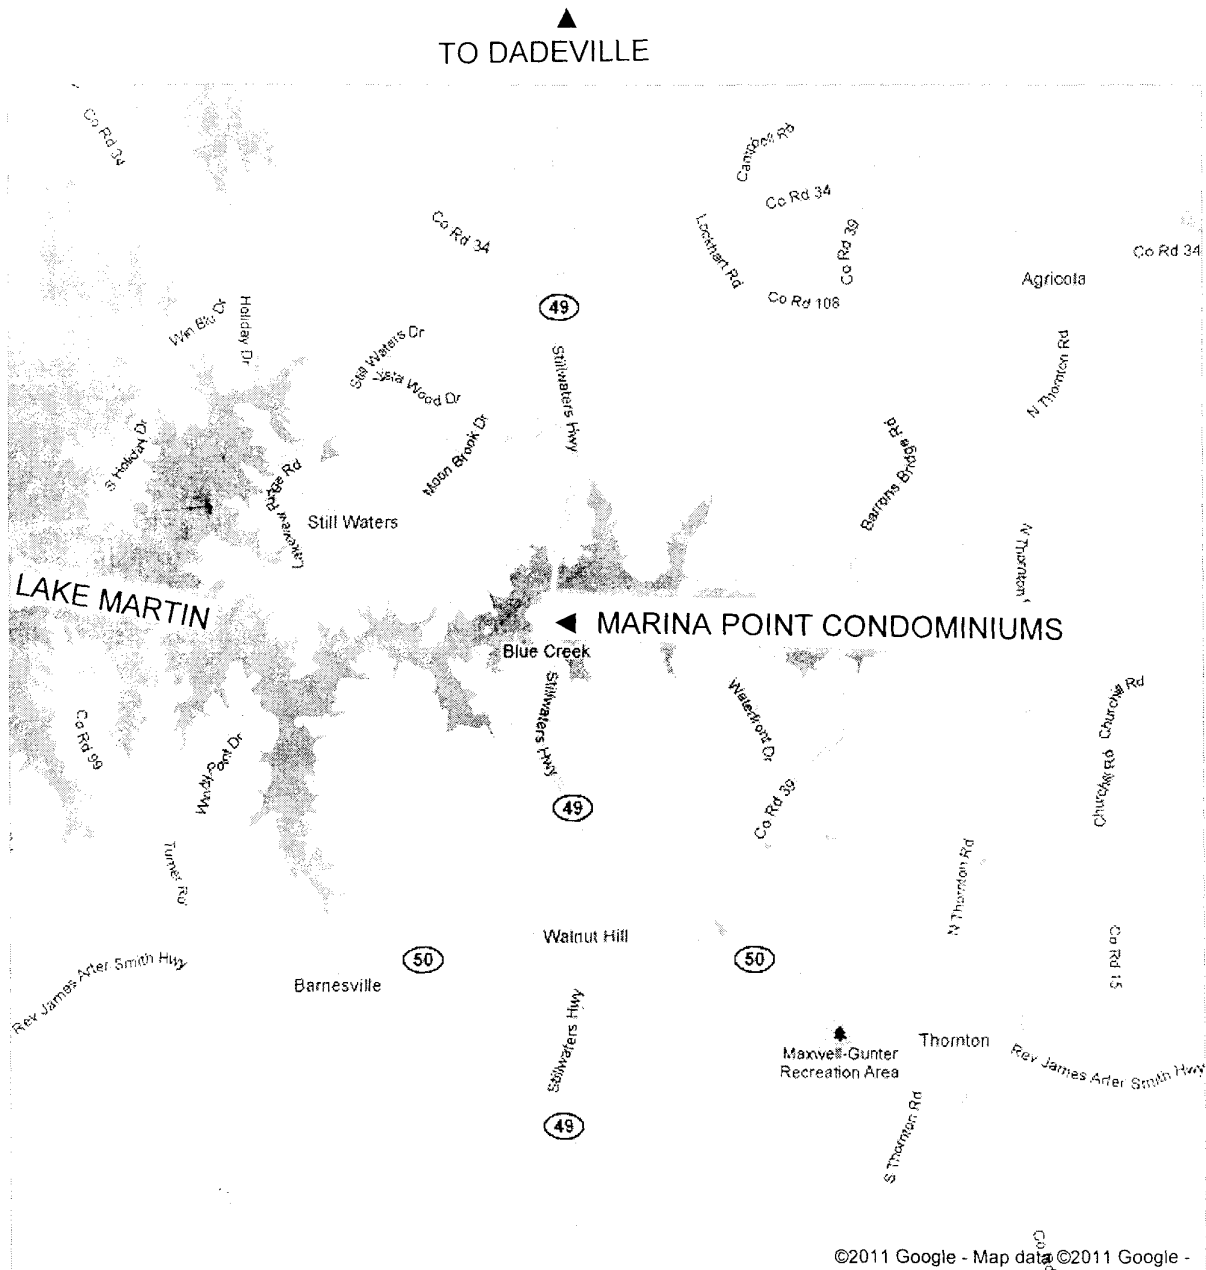 TO DADEVILLE
Co Rd 34
Campbell Rd
Co Rd 34
Co Rd 34
Lockhart Rd
Co Rd 39
Co Rd 34
Agricola
Co Rd 108
49
Win Blu Dr
Holiday Dr
Still Waters Dr
Wood Dr
Stillwaters Hwy
N Thornton Rd
S Holiday Dr
Moon Brook Dr
Barrons Bridge Rd
Lakeview Ridge Rd
Still Waters
N Thornton
LAKE MARTIN
MARINA POINT CONDOMINIUMS
Blue Creek
Stillwaters Hwy
Waterfront Dr
Churchill Rd
Co Rd 99
Windy Point Dr
Churchill Rd
49
Co Rd 39
Turner Rd
N Thornton Rd
Walnut Hill
50
50
Co Rd 15
Rev James Arter Smith Hwy
Barnesville
Stillwaters Hwy
Maxwell-Gunter
Recreation Area
Thornton
Rev James Arter Smith Hwy
S Thornton Rd
49
Co Rd
©2011 Google - Map data ©2011 Google -